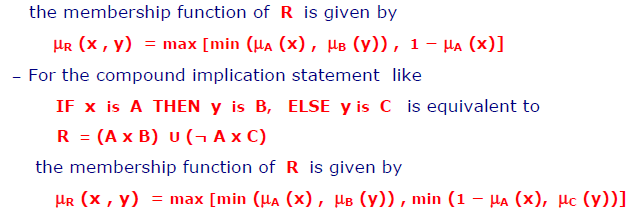 the membership function of R is given by
μR (x , y) = max [min (μA (x) , μB (y)) , 1 − μA (x)]
– For the compound implication statement like
IF x is A THEN y is B, ELSE y is C is equivalent to
R = (A x B) ∪ (¬ A x C)
the membership function of R is given by
μR (x , y) = max [min (μA (x) , μB (y)) , min (1 − μA (x), μC (y))]